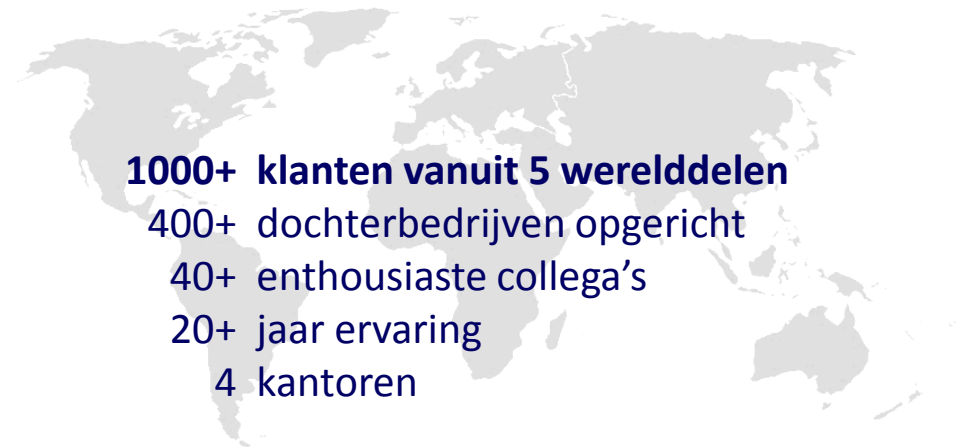 1000+ klanten vanuit 5 werelddelen
400+ dochterbedrijven opgericht
40+ enthousiaste collega’s
20+ jaar ervaring
4 kantoren